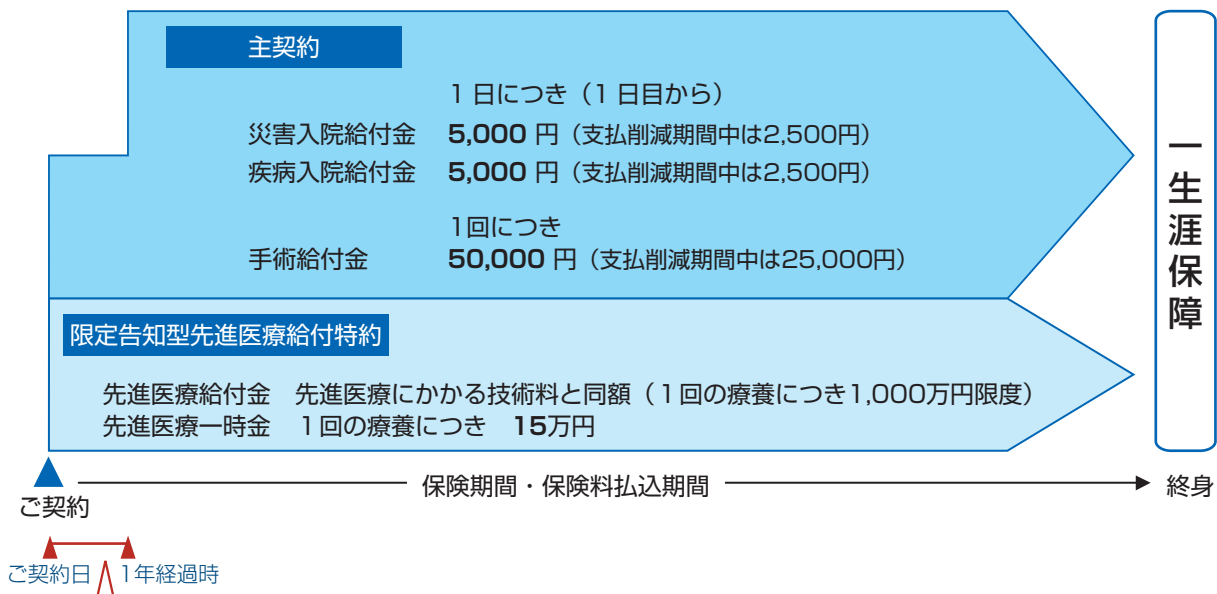 主契約
1日につき（1日目から）
災害入院給付金 5,000 円（支払削減期間中は2,500円）
疾病入院給付金 5,000 円（支払削減期間中は2,500円）
1回につき
手術給付金 50,000 円（支払削減期間中は25,000円）
限定告知型先進医療給付特約
先進医療給付金 先進医療にかかる技術料と同額（1回の療養につき1,000万円限度）
先進医療一時金 1回の療養につき 15万円
一生涯保障
ご契約
保険期間・保険料払込期間
終身
ご契約日
1年経過時